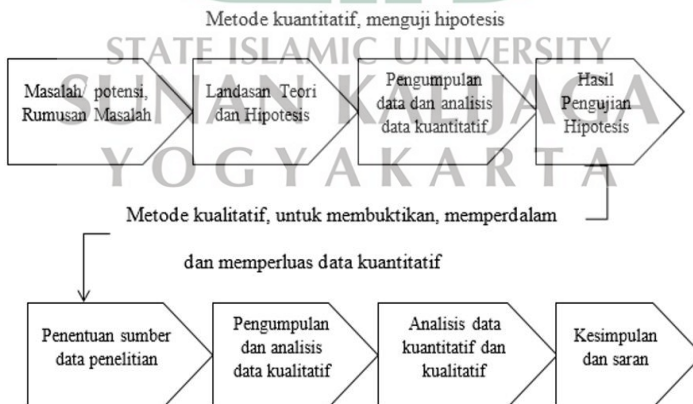 Metode kuantitatif, menguji hipotesis
STATE ISLAMIC UNIVERSITY
SUNAN KALIJAGA
YOGYAKARTA
Masalah/ potensi,
Rumusan Masalah
Landasan Teori
dan Hipotesis
Pengumpulan
data dan analisis
data kuantitatif
Hasil
Pengujian
Hipotesis
Metode kualitatif, untuk membuktikan, memperdalam
dan memperluas data kuantitatif
Penentuan sumber
data penelitian
Pengumpulan
dan analisis
data kualitatif
Analisis data
kuantitatif dan
kualitatif
Kesimpulan
dan saran